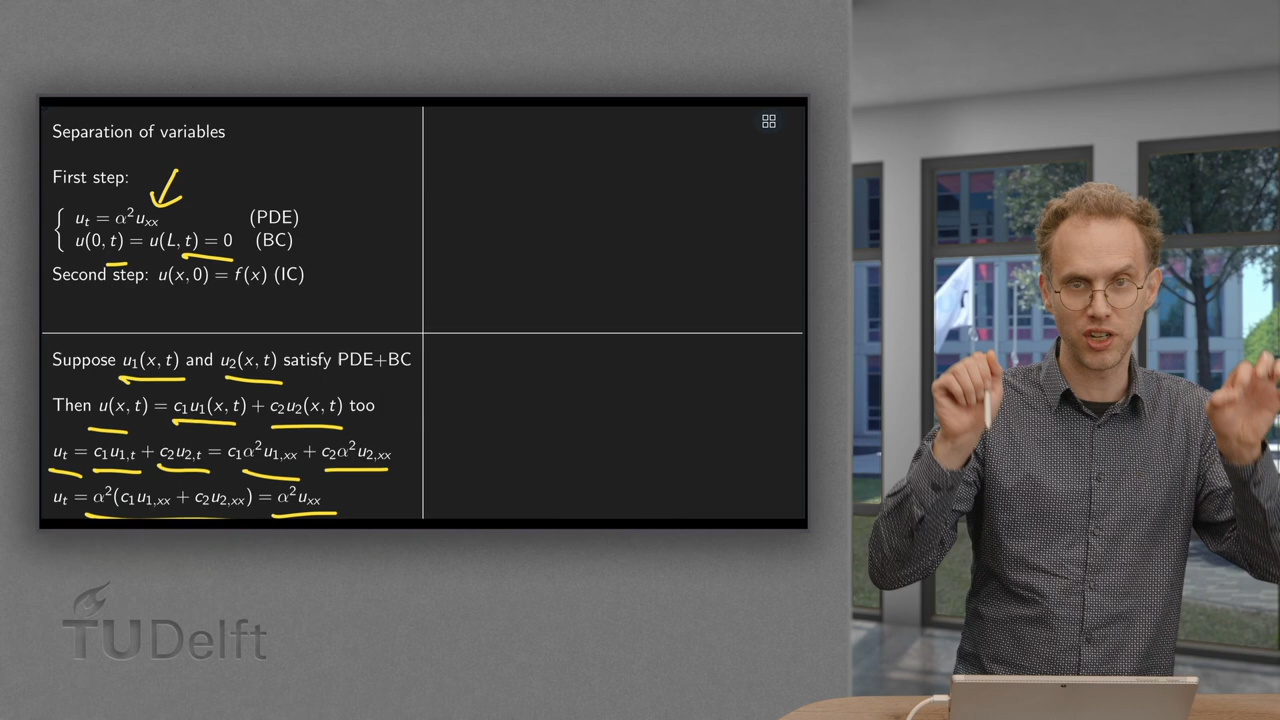 Separation of variables
First step:
{ u_t = α²u_xx (PDE)
u(0, t) = u(L, t) = 0 (BC)
Second step: u(x, 0) = f(x) (IC)
Suppose u₁(x, t) and u₂(x, t) satisfy PDE+BC
Then u(x, t) = c₁u₁(x, t) + c₂u₂(x, t) too
u_t = c₁u_{1,t} + c₂u_{2,t} = c₁α²u_{1,xx} + c₂α²u_{2,xx}
u_t = α²(c₁u_{1,xx} + c₂u_{2,xx}) = α²u_xx
TUDelft